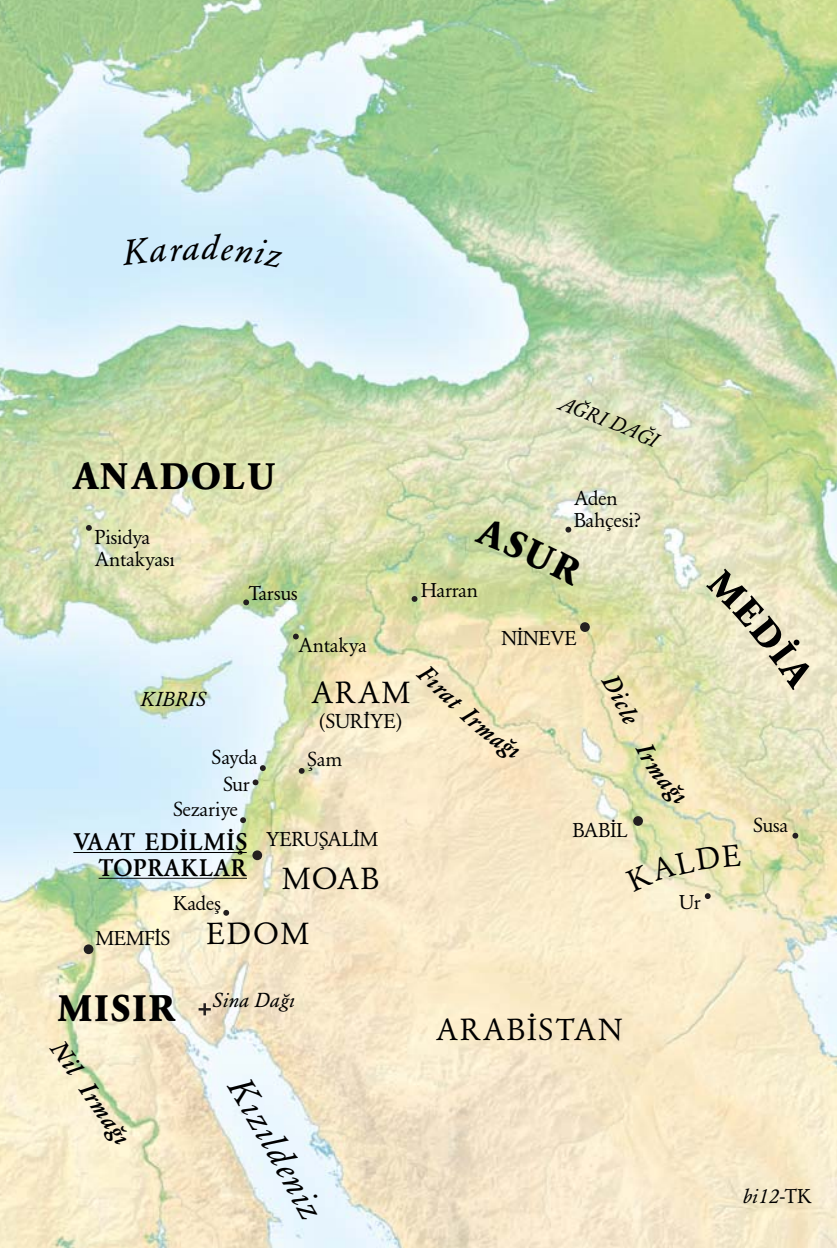 Karadeniz
AĞRI DAĞI
ANADOLU
Aden
Bahçesi?
Pisidya
Antakyası
ASUR
MEDİA
Tarsus
Harran
NİNEVE
Antakya
KIBRIS
ARAM
(SURİYE)
Fırat Irmağı
Dicle Irmağı
Sayda
Şam
Sur
Sezariye
VAAT EDİLMİŞ
TOPRAKLAR
YERUŞALİM
BABİL
Susa
MOAB
KALDE
Ur
Kadeş
EDOM
MEMFİS
MISIR
Sina Dağı
ARABİSTAN
Nil Irmağı
Kızıldeniz
bi12-TK